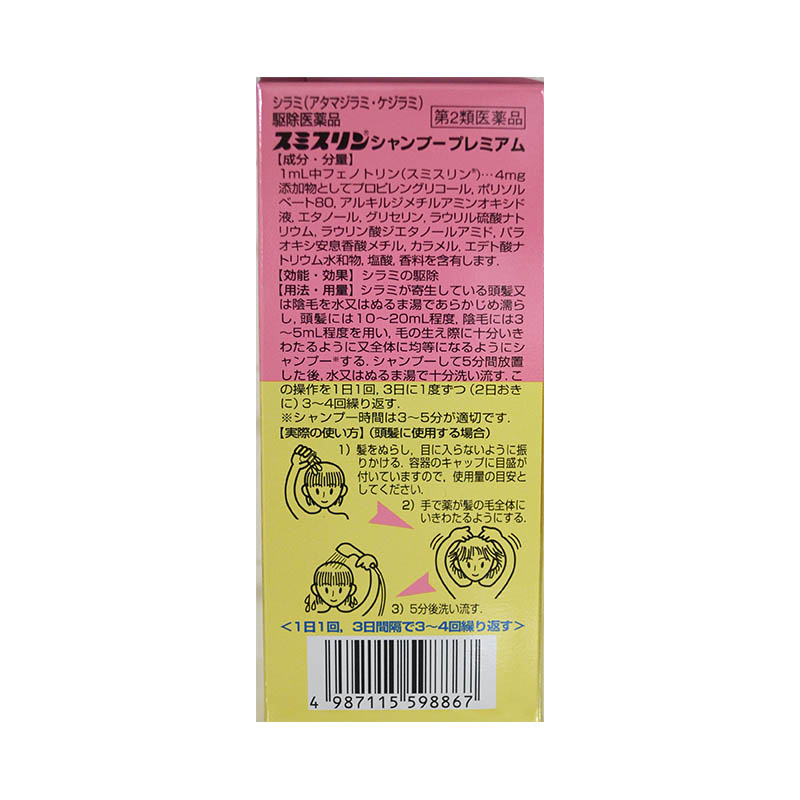 シラミ(アタマジラミ・ケジラミ)
駆除医薬品
第2類医薬品
スミスリン®シャンプープレミアム
【成分・分量】
1mL中フェノトリン(スミスリン®)…4mg
添加物としてプロピレングリコール, ポリソル
ベート80, アルキルジメチルアミンオキシド
液, エタノール, グリセリン, ラウリル硫酸ナト
リウム, ラウリン酸ジエタノールアミド, パラ
オキシ安息香酸メチル, カラメル, エデト酸ナ
トリウム水和物, 塩酸, 香料を含有します.
【効能・効果】シラミの駆除
【用法・用量】シラミが寄生している頭髪又
は陰毛を水又はぬるま湯であらかじめ濡ら
し, 頭髪には10〜20mL程度, 陰毛には3
〜5mL程度を用い, 毛の生え際に十分いき
わたるように又全体に均等になるようにシ
ャンプー※する. シャンプーして5分間放置
した後, 水又はぬるま湯で十分洗い流す. こ
の操作を1日1回, 3日に1度ずつ(2日おき
に)3〜4回繰り返す.
※シャンプー時間は3〜5分が適切です.
【実際の使い方】(頭髪に使用する場合)
1) 髪をぬらし, 目に入らないように振
りかける. 容器のキャップに目盛が
付いていますので, 使用量の目安と
してください.
2) 手で薬が髪の毛全体に
いきわたるようにする.
3) 5分後洗い流す.
<1日1回, 3日間隔で3〜4回繰り返す>
4 987115 598867